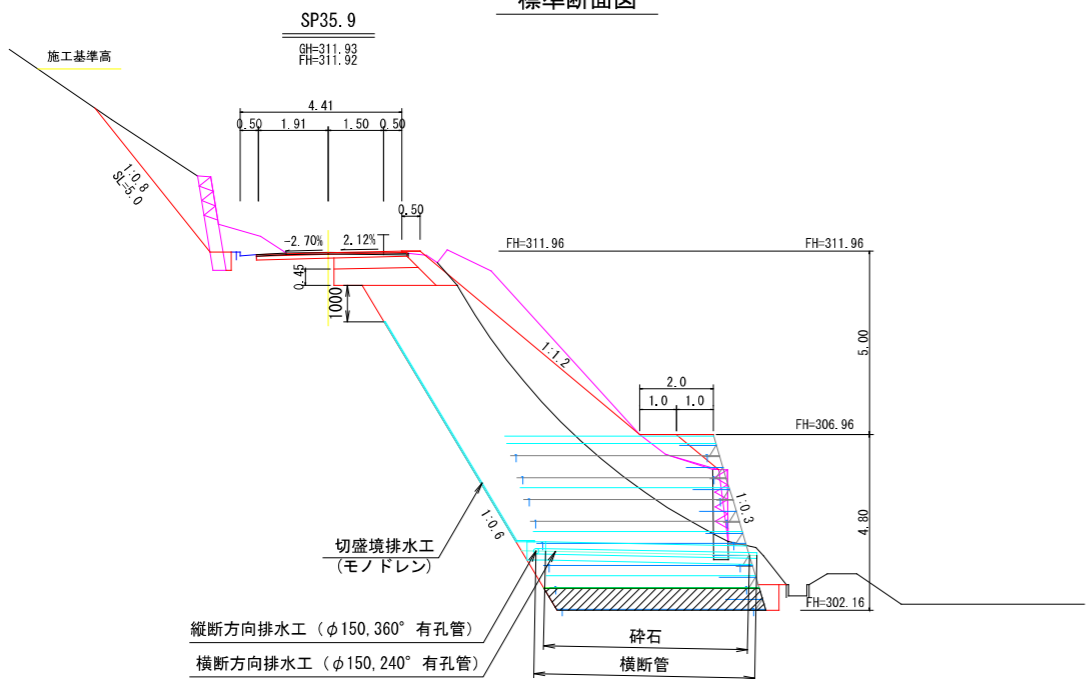 標準断面図
SP35.9
GH=311.93
FH=311.92
施工基準高
4.41
0.50 1.91 1.50 0.50
1:0.8
SL=5.0
0.50
-2.70% 2.12%
FH=311.96 FH=311.96
0.45
1000
5.00
1:1.2
2.0
1.0 1.0
FH=306.96
1:0.3
4.80
1:0.6
切盛境排水工
(モノドレン)
FH=302.16
縦断方向排水工(φ150,360°有孔管)
砕石
横断方向排水工(φ150,240°有孔管)
横断管